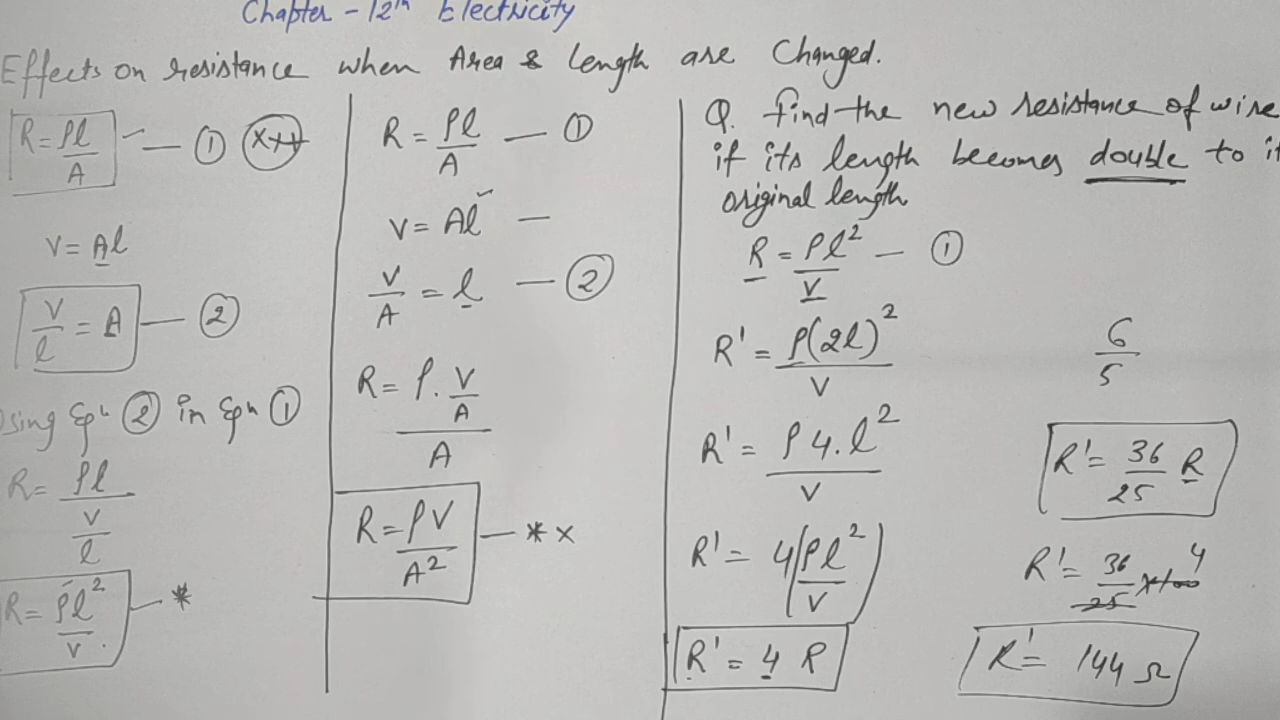 Chapter - 12th Electricity
Effects on resistance when Area & length are Changed.
R = ρl/A — ①
V = Al
V/l = A — ②
Using Eqn ② in Eqn ①
R = ρl/(V/l)
R = ρl²/V — *
R = ρl/A — ①
V = Al —
V/A = l — ②
R = ρ.(V/A)/A
R = ρV/A² — * x
Q. find the new resistance of wire
if its length becomes double to it
original length
R = ρl²/V — ①
R' = ρ(2l)²/V
R' = ρ4.l²/V
R' = 4(ρl²/V)
R' = 4 R
6/5
R' = 36/25 R
R' = 36/25 × 100 4
R' = 144 Ω